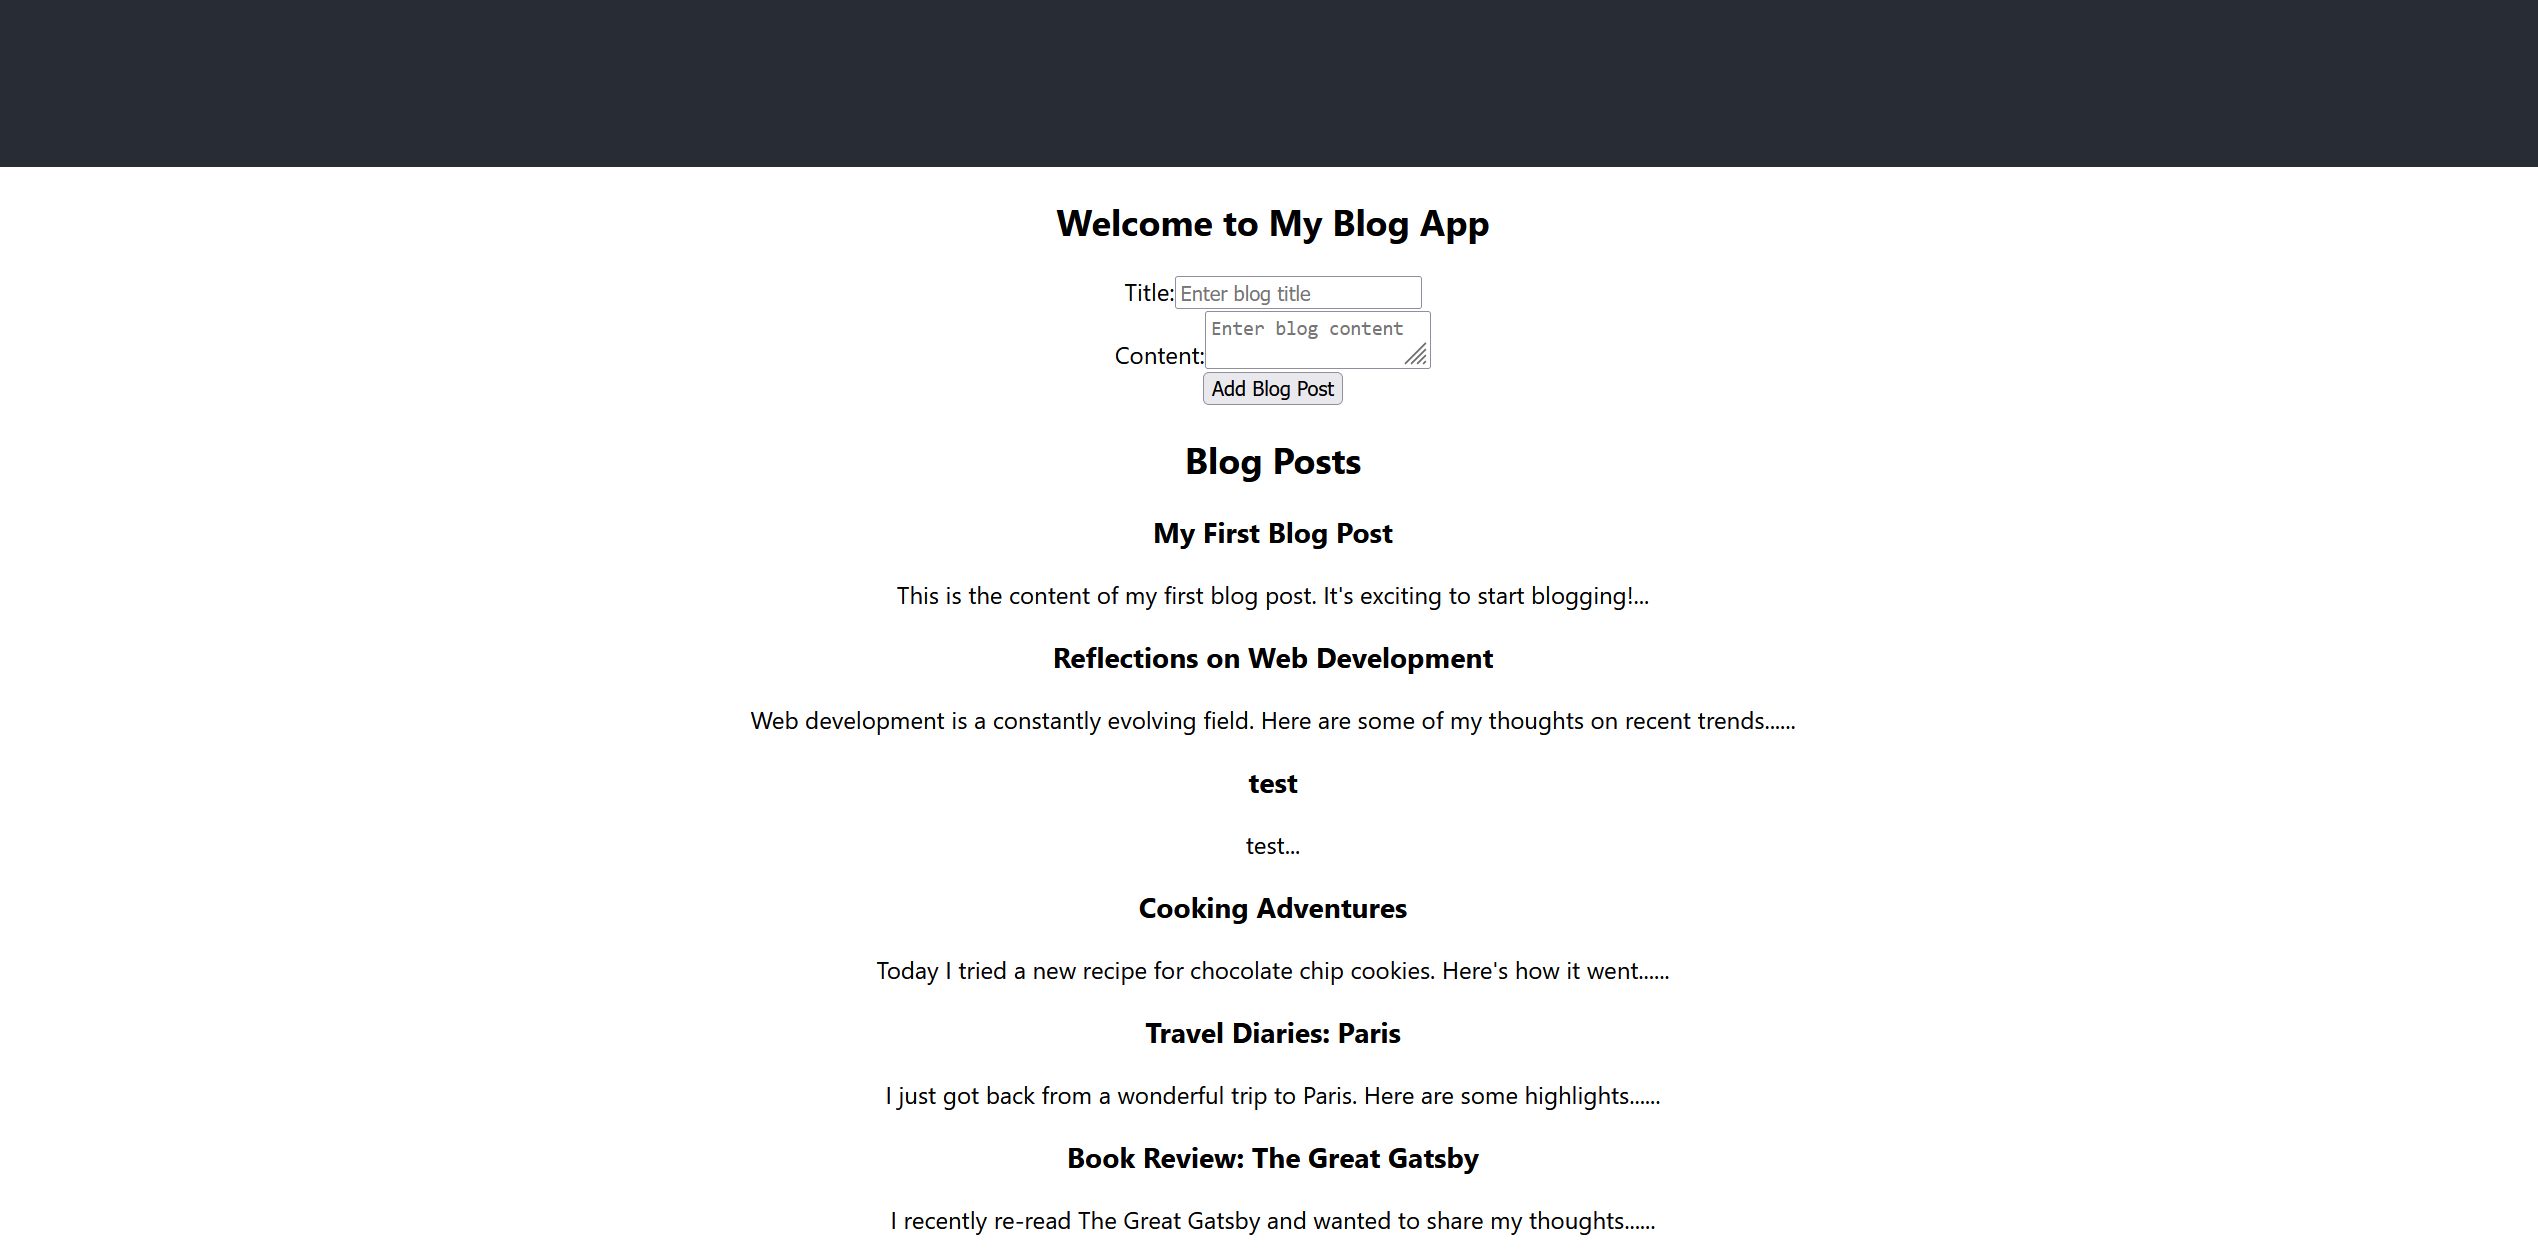 Welcome to My Blog App
Title: Enter blog title
Content: Enter blog content
Add Blog Post
Blog Posts
My First Blog Post
This is the content of my first blog post. It's exciting to start blogging!...
Reflections on Web Development
Web development is a constantly evolving field. Here are some of my thoughts on recent trends......
test
test...
Cooking Adventures
Today I tried a new recipe for chocolate chip cookies. Here's how it went......
Travel Diaries: Paris
I just got back from a wonderful trip to Paris. Here are some highlights......
Book Review: The Great Gatsby
I recently re-read The Great Gatsby and wanted to share my thoughts......